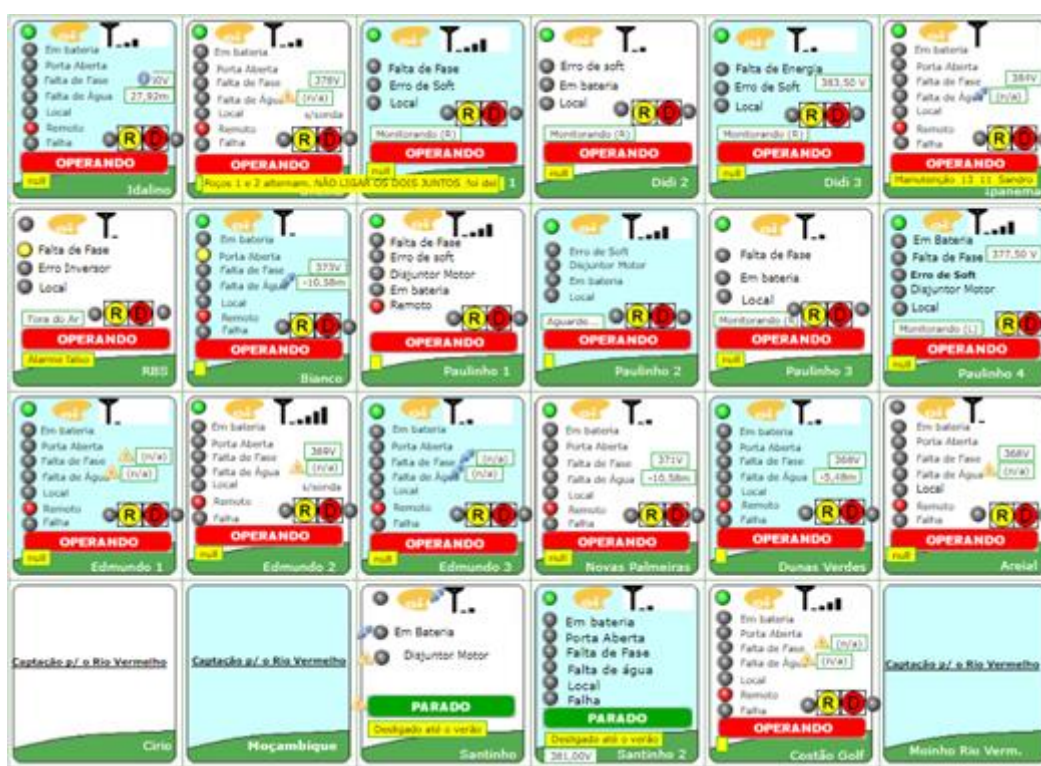 Em bateria
Porta Aberta
Falta de Fase
Falta de Água 27,92m
Local
Remoto
Falha
OPERANDO
null
Idalino
Em bateria
Porta Aberta
Falta de Fase 378V
Falta de Água (n/a)
Local s/sonda
Remoto
Falha
OPERANDO
Poços 1 e 2 alternam, NÃO LIGAR OS DOIS JUNTOS, foi del
Falta de Fase
Erro de Soft
Local
R D
Monitorando (R)
OPERANDO
null
1
Erro de soft
Em bateria
Local
R D
Monitorando (R)
OPERANDO
Didi 2
Falta de Energia
Erro de Soft 383,50 V
Local
R D
Monitorando (R)
OPERANDO
Didi 3
Em bateria
Porta Aberta
Falta de Fase 384V
Falta de Água (n/a)
Local
Remoto
Falha
R D
OPERANDO
Manutenção 13 11 Sandro
Ipanema
Falta de Fase
Erro Inversor
Local
Fora do Ar
R D
OPERANDO
Alarme falso
RBS
Em bateria
Porta Aberta
Falta de Fase 373V
Falta de Água -10,58m
Local
Remoto
Falha
R D
OPERANDO
Bianco
Falta de Fase
Erro de soft
Disjuntor Motor
Em bateria
Remoto
R D
OPERANDO
Paulinho 1
Erro de Soft
Disjuntor Motor
Em bateria
Local
Aguarde...
R D
OPERANDO
Paulinho 2
Falta de Fase
Em bateria
Local
Monitorando (R)
R D
OPERANDO
null
Paulinho 3
Em Bateria
Falta de Fase 377,50 V
Erro de Soft
Disjuntor Motor
Local
Monitorando (L)
R D
OPERANDO
null
Paulinho 4
Em bateria
Porta Aberta
Falta de Fase (n/a)
Falta de Água (n/a)
Local
Remoto
Falha
R D
OPERANDO
null
Edmundo 1
Em bateria
Porta Aberta
Falta de Fase 369V
Falta de Água (n/a)
Local s/sonda
Remoto
Falha
R D
OPERANDO
null
Edmundo 2
Em bateria
Porta Aberta
Falta de Fase (n/a)
Falta de Água (n/a)
Local
Remoto
Falha
R D
OPERANDO
null
Edmundo 3
Em bateria
Porta Aberta
Falta de Fase 371V
Falta de Água -10,58m
Local
Remoto
Falha
R D
OPERANDO
null
Novas Palmeiras
Em bateria
Porta Aberta
Falta de Fase 368V
Falta de Água -5,48m
Local
Remoto
Falha
R D
OPERANDO
Dunas Verdes
Em bateria
Porta Aberta
Falta de Fase 368V
Falta de Água (n/a)
Local
Remoto
Falha
R D
OPERANDO
null
Areial
Captação p/ o Rio Vermelho
Cirio
Captação p/ o Rio Vermelho
Moçambique
Em Bateria
Disjuntor Motor
PARADO
Desligado até o verão
Santinho
Em bateria
Porta Aberta
Falta de Fase
Falta de água
Local
Falha
PARADO
Desligado até o verão
381,00V Santinho 2
Em bateria
Porta Aberta
Falta de Fase (n/a)
Falta de Água (n/a)
Local
Remoto
Falha
R D
OPERANDO
Costão Golf
Captação p/ o Rio Vermelho
Moinho Rio Verm.